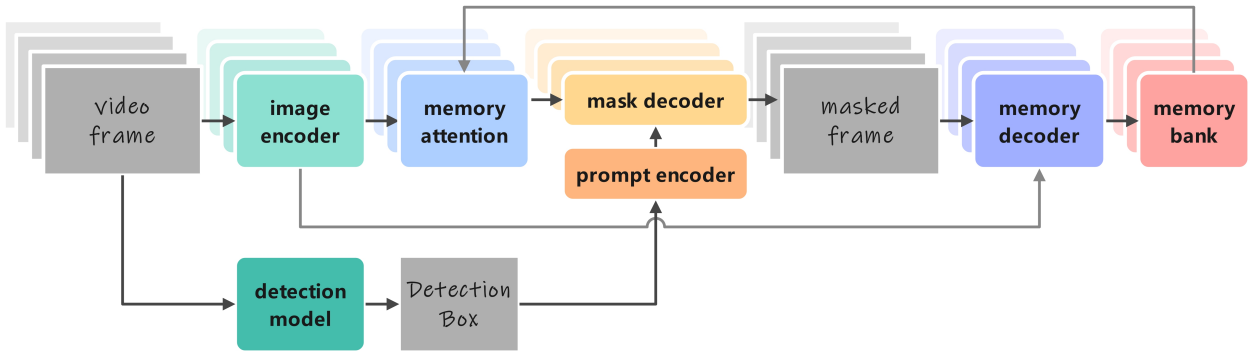 video
frame
image
encoder
memory
attention
mask decoder
prompt encoder
masked
frame
memory
decoder
memory
bank
detection
model
Detection
Box